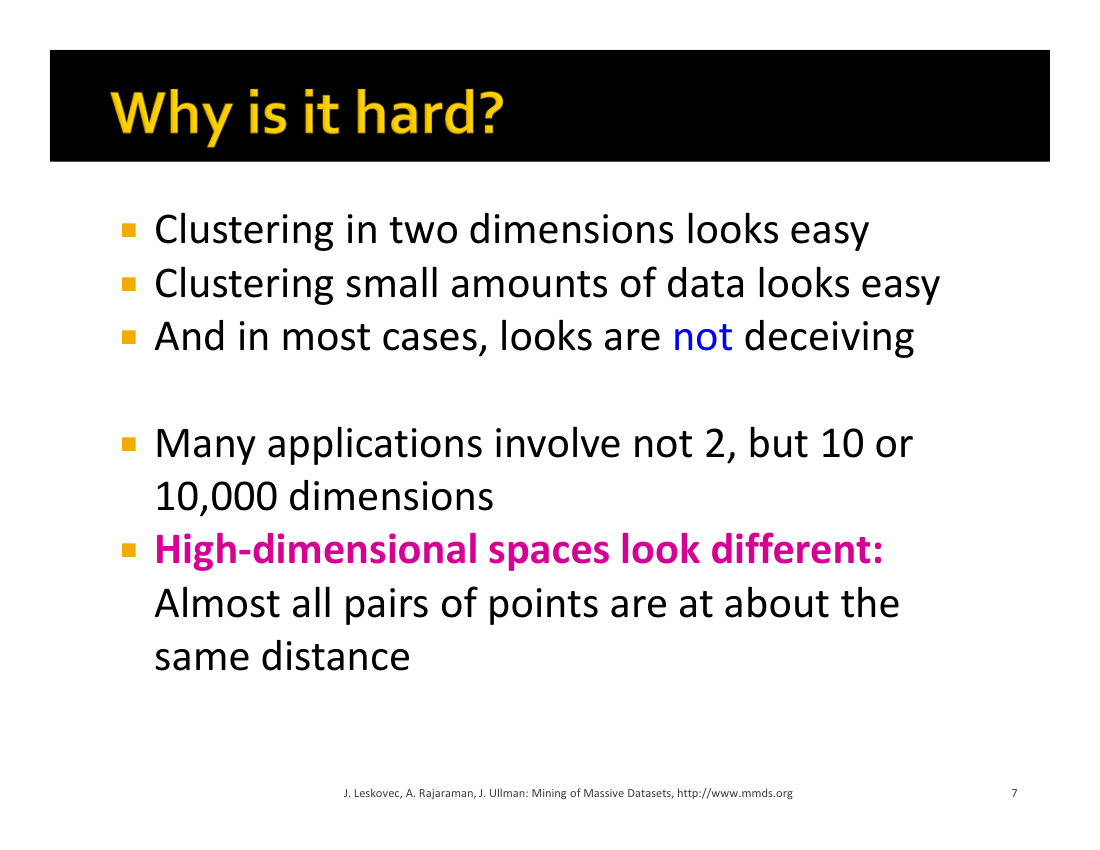 Why is it hard?
Clustering in two dimensions looks easy
Clustering small amounts of data looks easy
And in most cases, looks are not deceiving
Many applications involve not 2, but 10 or
10,000 dimensions
High-dimensional spaces look different:
Almost all pairs of points are at about the
same distance
J. Leskovec, A. Rajaraman, J. Ullman: Mining of Massive Datasets, http://www.mmds.org
7